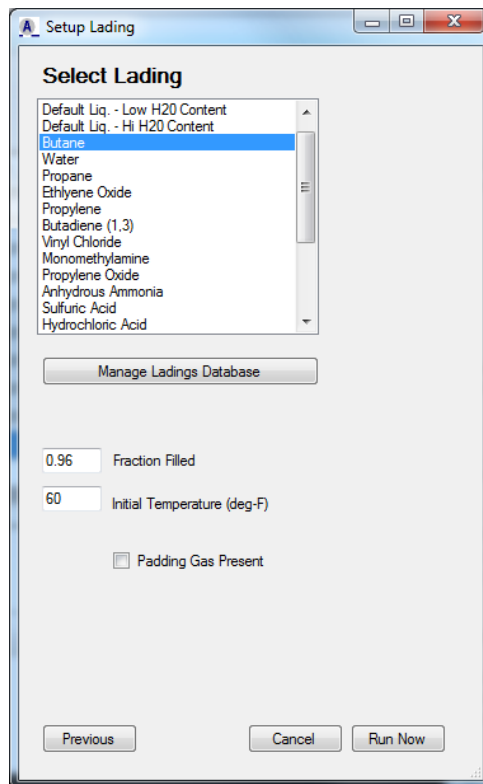 Setup Lading
Select Lading
Default Liq. - Low H20 Content
Default Liq. - Hi H20 Content
Butane
Water
Propane
Ethlyene Oxide
Propylene
Butadiene (1,3)
Vinyl Chloride
Monomethylamine
Propylene Oxide
Anhydrous Ammonia
Sulfuric Acid
Hydrochloric Acid
Manage Ladings Database
0.96 Fraction Filled
60 Initial Temperature (deg-F)
Padding Gas Present
Previous Cancel Run Now